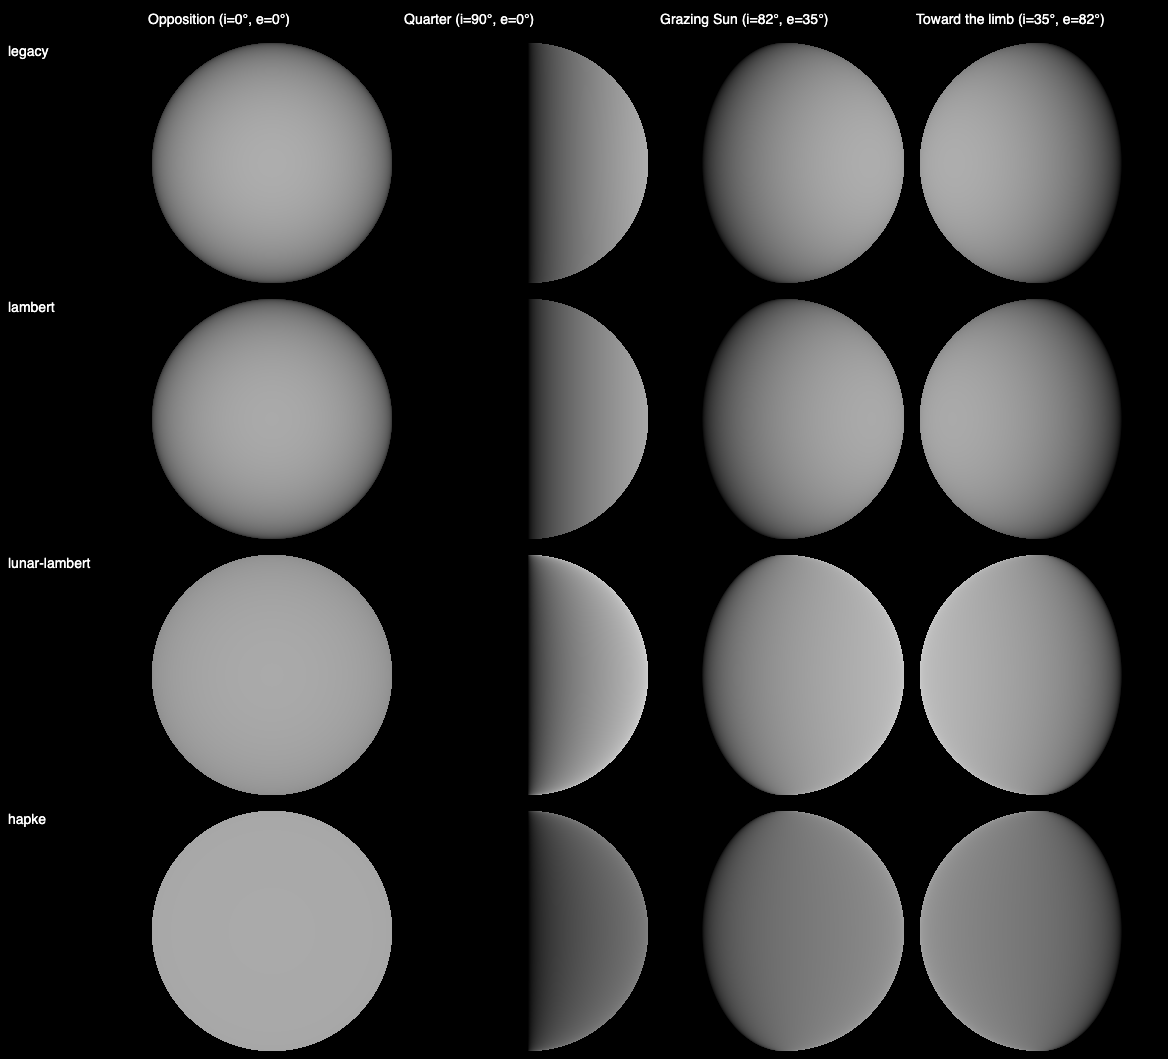 Opposition (i=0°, e=0°) Quarter (i=90°, e=0°) Grazing Sun (i=82°, e=35°) Toward the limb (i=35°, e=82°)
legacy
lambert
lunar-lambert
hapke